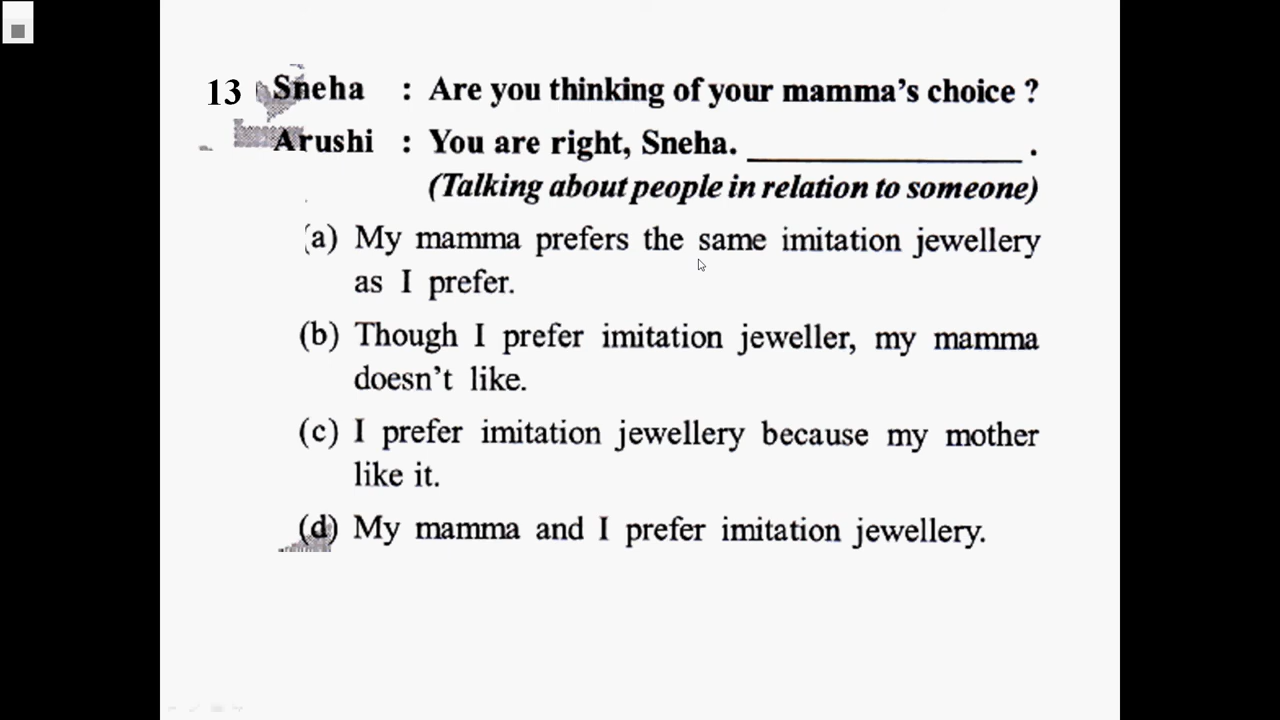 13 Sneha : Are you thinking of your mamma's choice ?
Arushi : You are right, Sneha. ____________________ .
(Talking about people in relation to someone)
(a) My mamma prefers the same imitation jewellery
as I prefer.
(b) Though I prefer imitation jeweller, my mamma
doesn't like.
(c) I prefer imitation jewellery because my mother
like it.
(d) My mamma and I prefer imitation jewellery.